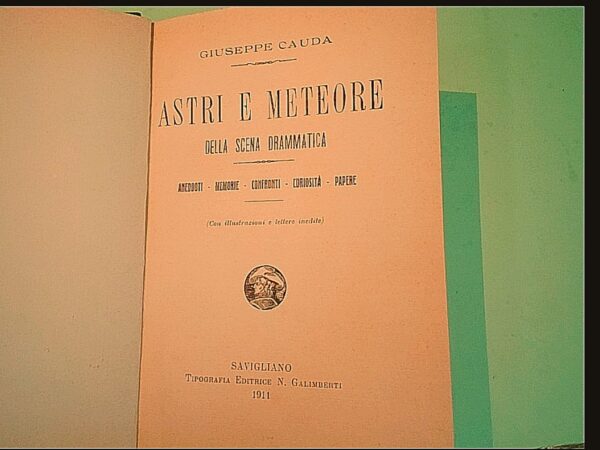 GIUSEPPE CAUDA
ASTRI E METEORE
DELLA SCENA DRAMMATICA
ANEDDOTI - MEMORIE - CONFRONTI - CURIOSITÀ - PAPERE
(Con illustrazioni e lettere inedite)
SAVIGLIANO
TIPOGRAFIA EDITRICE N. GALIMBERTI
1911